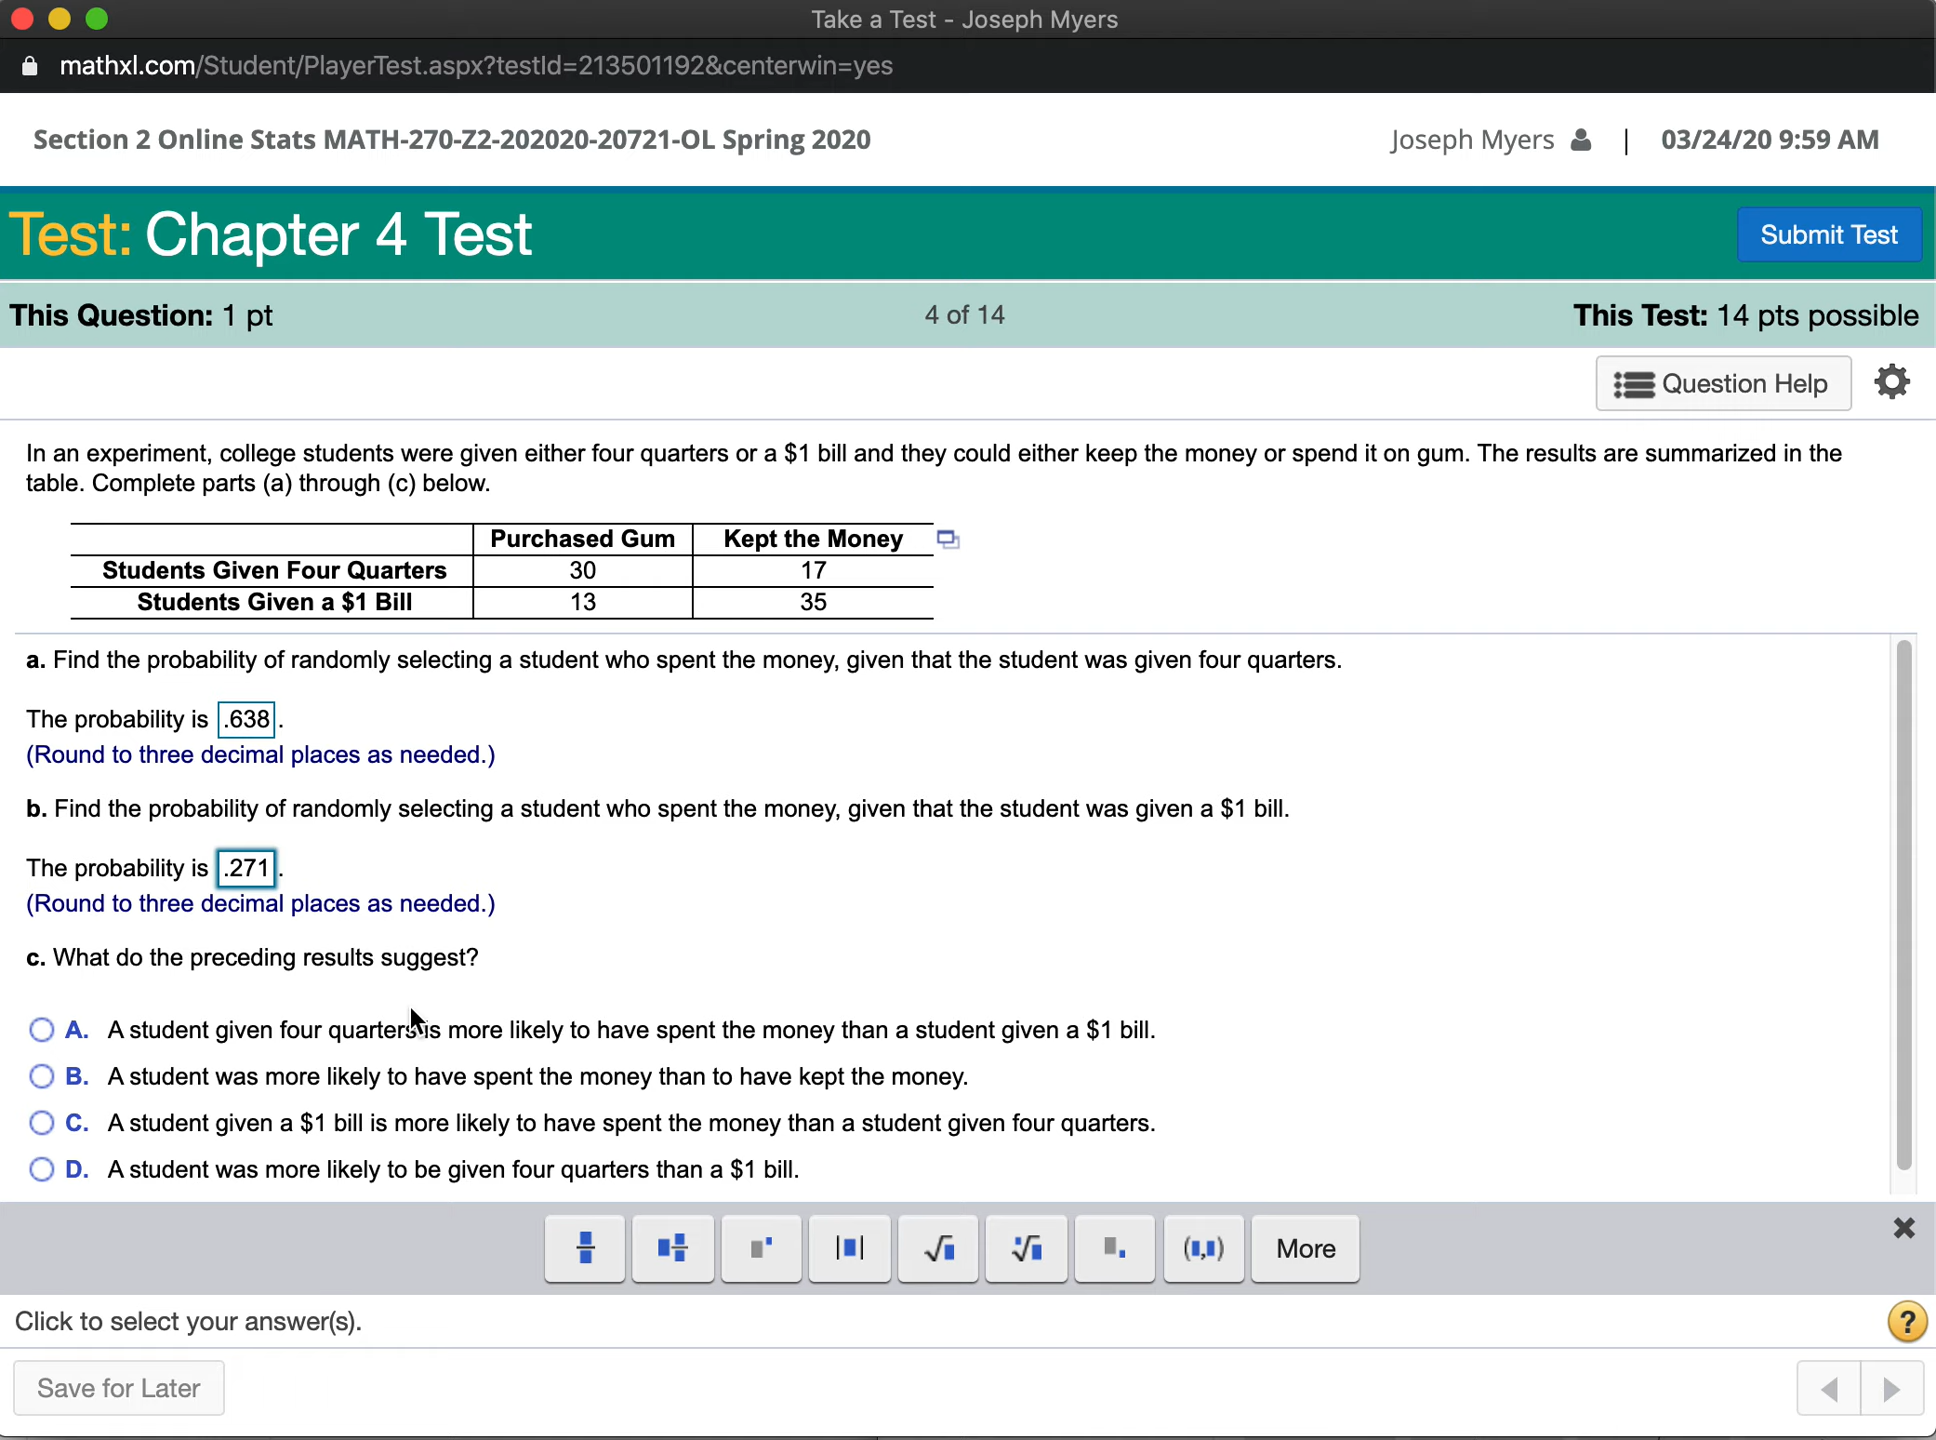 Take a Test - Joseph Myers
mathxl.com/Student/PlayerTest.aspx?testId=213501192&centerwin=yes
Section 2 Online Stats MATH-270-Z2-202020-20721-OL Spring 2020
Joseph Myers | 03/24/20 9:59 AM
Test: Chapter 4 Test
Submit Test
This Question: 1 pt
4 of 14
This Test: 14 pts possible
Question Help
In an experiment, college students were given either four quarters or a $1 bill and they could either keep the money or spend it on gum. The results are summarized in the
table. Complete parts (a) through (c) below.
Purchased Gum Kept the Money
Students Given Four Quarters 30 17
Students Given a $1 Bill 13 35
a. Find the probability of randomly selecting a student who spent the money, given that the student was given four quarters.
The probability is .638.
(Round to three decimal places as needed.)
b. Find the probability of randomly selecting a student who spent the money, given that the student was given a $1 bill.
The probability is .271.
(Round to three decimal places as needed.)
c. What do the preceding results suggest?
A. A student given four quarters is more likely to have spent the money than a student given a $1 bill.
B. A student was more likely to have spent the money than to have kept the money.
C. A student given a $1 bill is more likely to have spent the money than a student given four quarters.
D. A student was more likely to be given four quarters than a $1 bill.
More
Click to select your answer(s).
?
Save for Later